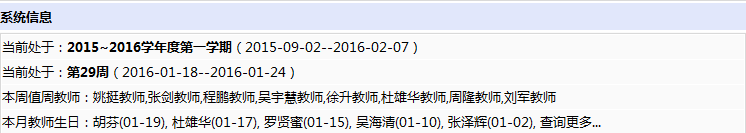 系统信息
当前处于：2015~2016学年度第一学期（2015-09-02--2016-02-07）
当前处于：第29周（2016-01-18--2016-01-24）
本周值周教师：姚挺教师,张剑教师,程鹏教师,吴宇慧教师,徐升教师,杜雄华教师,周隆教师,刘军教师
本月教师生日：胡芬(01-19), 杜雄华(01-17), 罗贤蜜(01-15), 吴海清(01-10), 张泽辉(01-02), 查询更多...